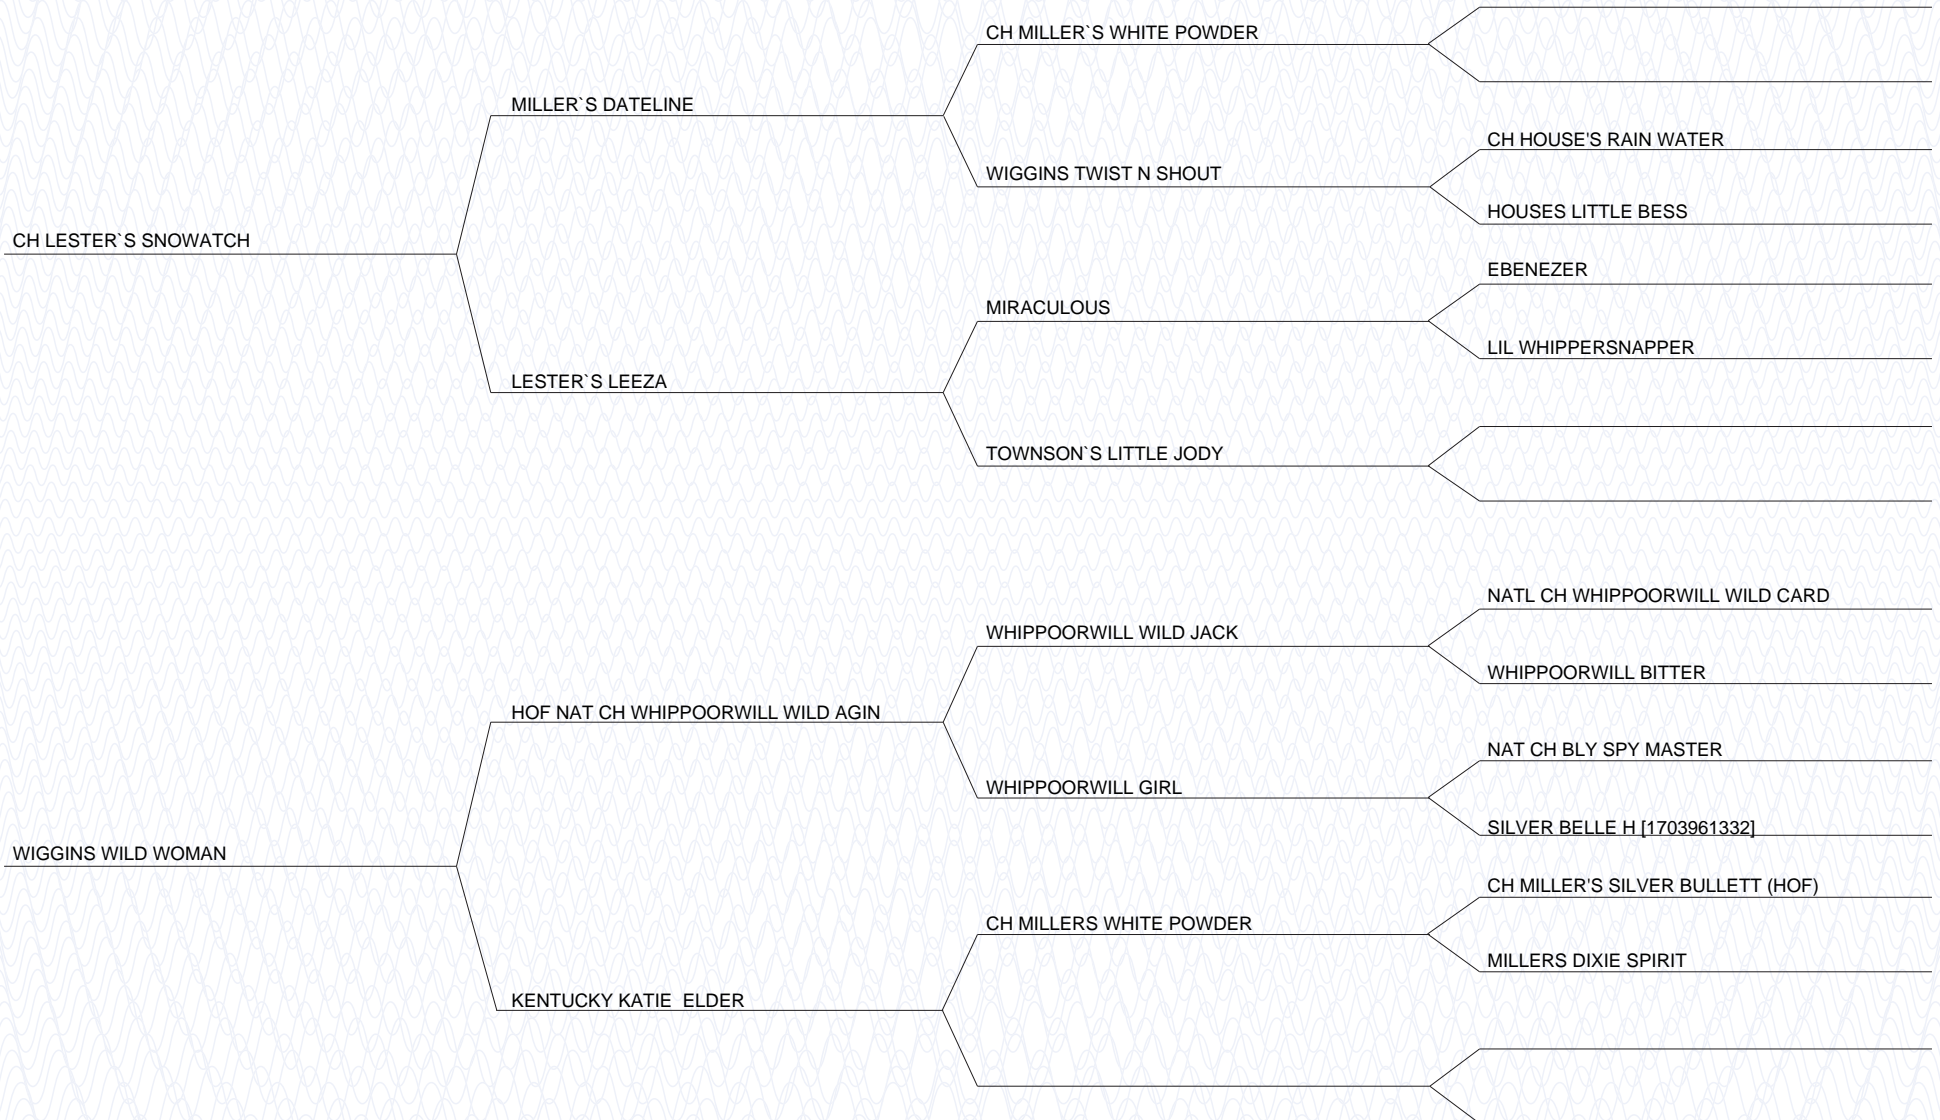 CH MILLER`S WHITE POWDER
MILLER`S DATELINE
CH HOUSE'S RAIN WATER
WIGGINS TWIST N SHOUT
HOUSES LITTLE BESS
CH LESTER`S SNOWATCH
EBENEZER
MIRACULOUS
LIL WHIPPERSNAPPER
LESTER`S LEEZA
TOWNSON`S LITTLE JODY
NATL CH WHIPPOORWILL WILD CARD
WHIPPOORWILL WILD JACK
WHIPPOORWILL BITTER
HOF NAT CH WHIPPOORWILL WILD AGIN
NAT CH BLY SPY MASTER
WHIPPOORWILL GIRL
SILVER BELLE H [1703961332]
WIGGINS WILD WOMAN
CH MILLER'S SILVER BULLETT (HOF)
CH MILLERS WHITE POWDER
MILLERS DIXIE SPIRIT
KENTUCKY KATIE  ELDER